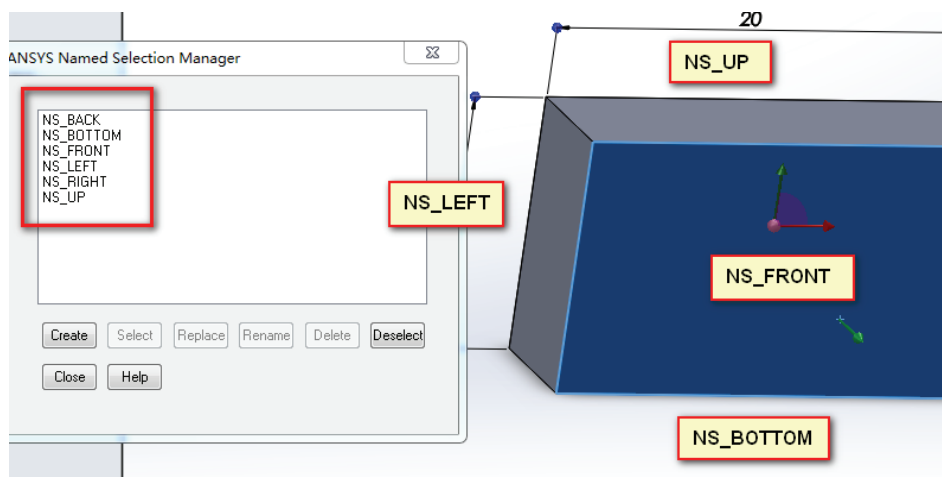 ANSYS Named Selection Manager
NS_BACK
NS_BOTTOM
NS_FRONT
NS_LEFT
NS_RIGHT
NS_UP
Create Select Replace Rename Delete Deselect
Close Help
20
NS_UP
NS_LEFT
NS_FRONT
NS_BOTTOM